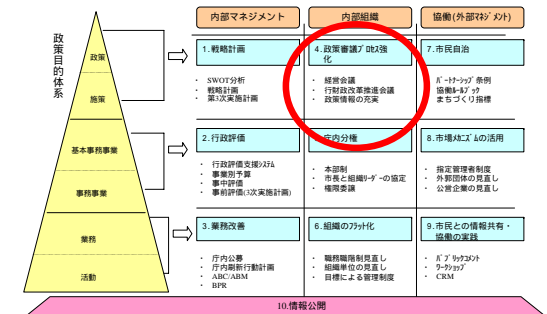 内部マネジメント
内部組織
協働(外部ﾏﾈｼﾞﾒﾝﾄ)
政策目的体系
政策
施策
基本事務事業
事務事業
業務
活動
1.戦略計画
・ SWOT分析
・ 戦略計画
・ 第3次実施計画
4.政策審議ﾌﾟﾛｾｽ強
化
・ 経営会議
・ 行財政改革推進会議
・ 政策情報の充実
7.市民自治
・ ﾊﾟｰﾄﾅｰｼｯﾌﾟ条例
・ 協働ﾙｰﾙﾌﾞｯｸ
・ まちづくり指標
2.行政評価
・ 行政評価支援ｼｽﾃﾑ
・ 事業別予算
・ 事中評価
・ 事前評価(3次実施計画)
庁内分権
・ 本部制
・ 市長と組織ﾘｰﾀﾞｰの協定
・ 権限委譲
8.市場ﾒｶﾆｽﾞﾑの活用
・ 指定管理者制度
・ 外郭団体の見直し
・ 公営企業の見直し
3.業務改善
・ 庁内公募
・ 庁内刷新行動計画
・ ABC/ABM
・ BPR
6.組織のﾌﾗｯﾄ化
・ 職務職階制見直し
・ 組織単位の見直し
・ 目標による管理制度
9.市民との情報共有・
協働の実践
・ ﾊﾟﾌﾞﾘｯｸｺﾒﾝﾄ
・ ﾜｰｸｼｮｯﾌﾟ
・ CRM
10.情報公開